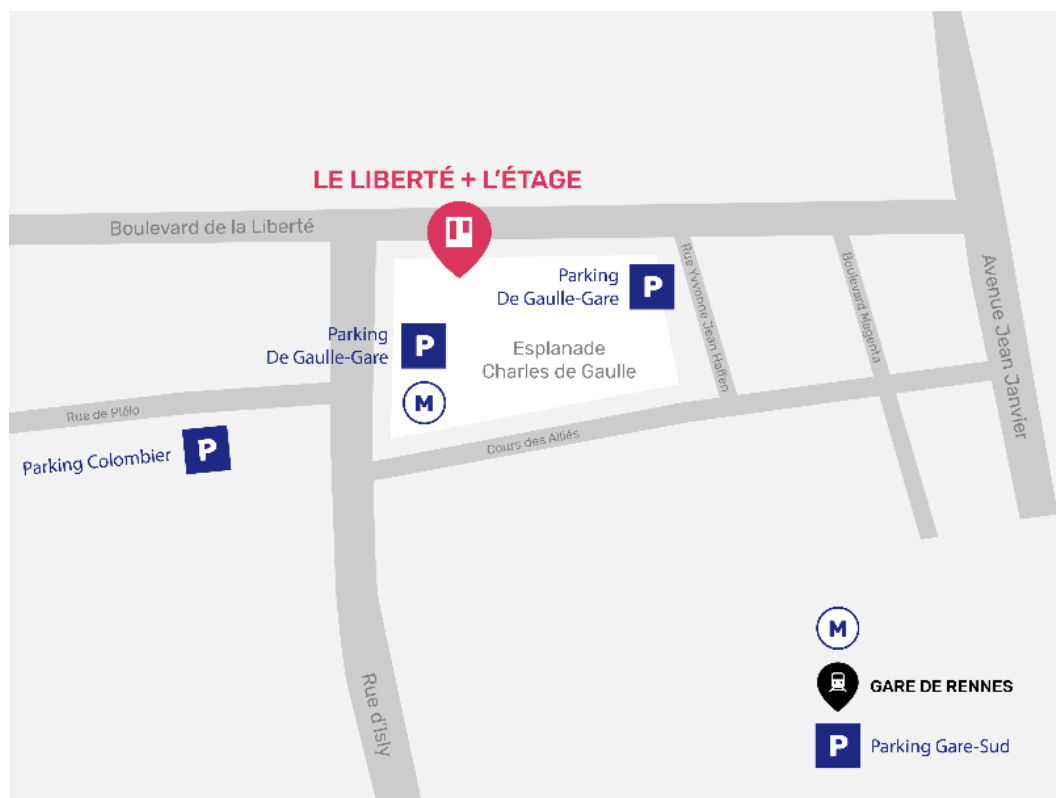 LE LIBERTÉ + L'ÉTAGE
Boulevard de la Liberté
Parking
De Gaulle-Gare
P
Rue Yvonne Jean Haffen
Boulevard Magenta
Avenue Jean Janvier
Parking
De Gaulle-Gare
P
Esplanade
Charles de Gaulle
M
Rue de Plélo
Parking Colombier
P
Cours des Alliés
Rue d'Isly
M
GARE DE RENNES
P
Parking Gare-Sud